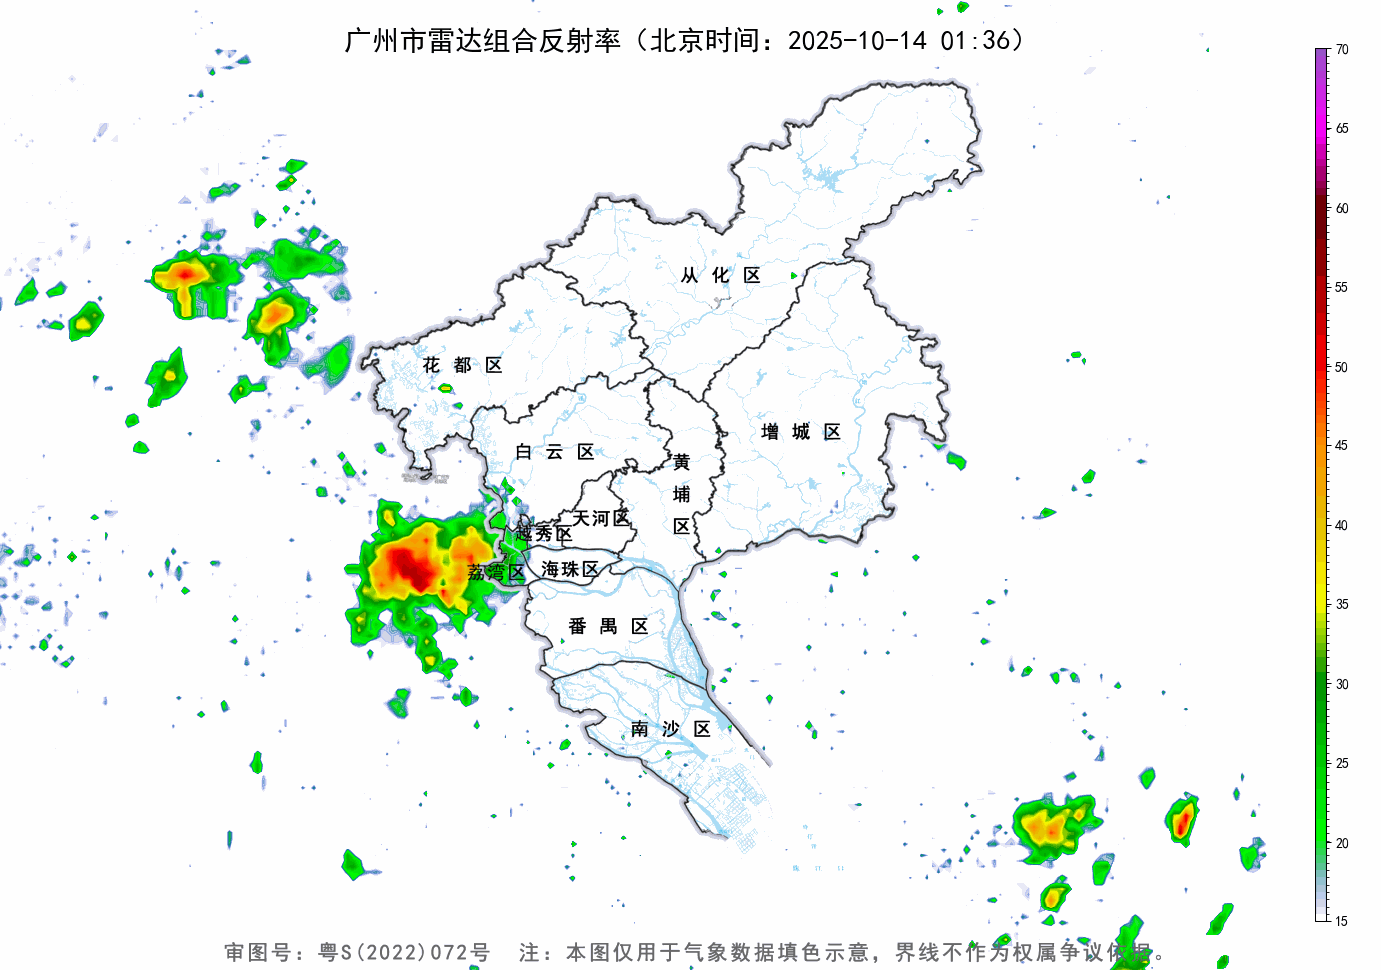 广州市雷达组合反射率（北京时间：2025-10-14 01:36）
70
65
60
55
50
45
40
35
30
25
20
15
从化区
花都区
增城区
白云区
黄埔区
天河区
越秀区
荔湾区
海珠区
番禺区
南沙区
审图号：粤S(2022)072号 注：本图仅用于气象数据填色示意，界线不作为权属争议依据。